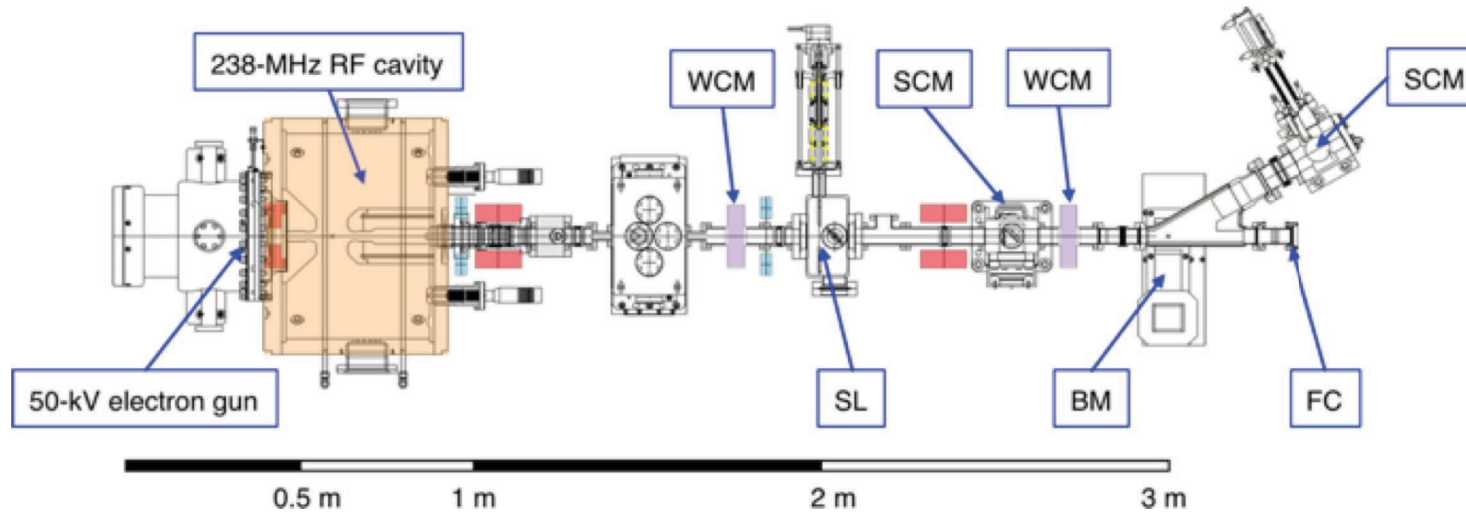 238-MHz RF cavity
WCM
SCM
WCM
SCM
50-kV electron gun
SL
BM
FC
0.5 m
1 m
2 m
3 m